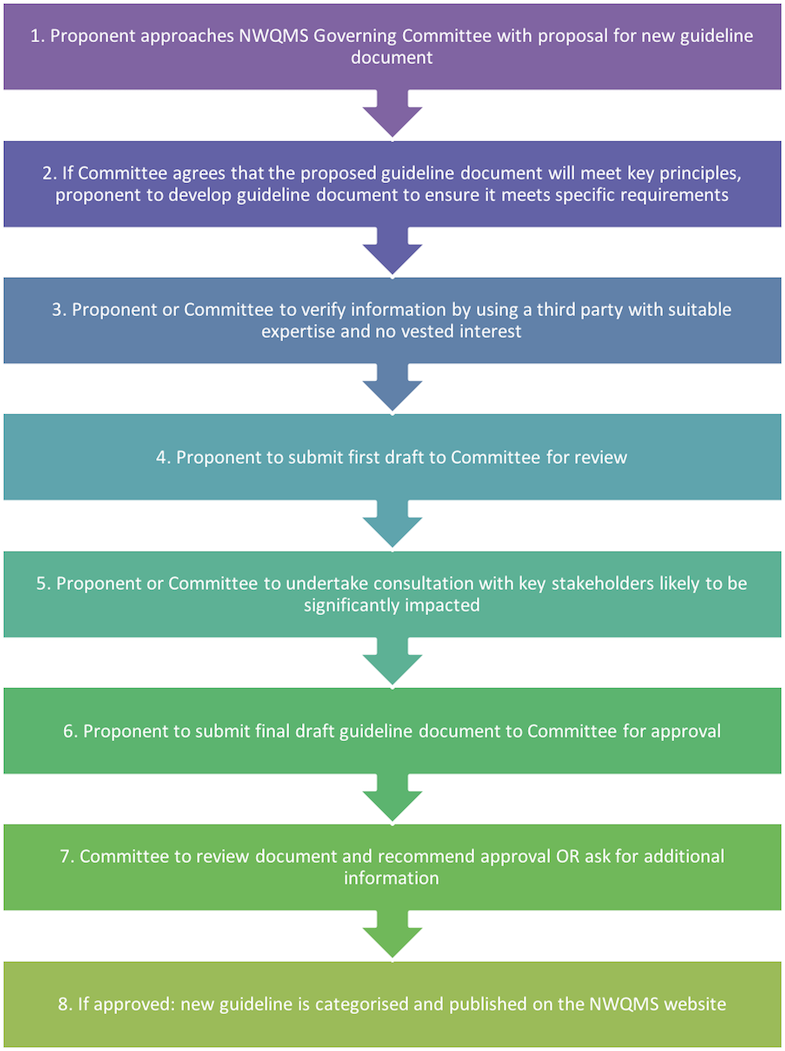 1. Proponent approaches NWQMS Governing Committee with proposal for new guideline
document
2. If Committee agrees that the proposed guideline document will meet key principles,
proponent to develop guideline document to ensure it meets specific requirements
3. Proponent or Committee to verify information by using a third party with suitable
expertise and no vested interest
4. Proponent to submit first draft to Committee for review
5. Proponent or Committee to undertake consultation with key stakeholders likely to be
significantly impacted
6. Proponent to submit final draft guideline document to Committee for approval
7. Committee to review document and recommend approval OR ask for additional
information
8. If approved: new guideline is categorised and published on the NWQMS website